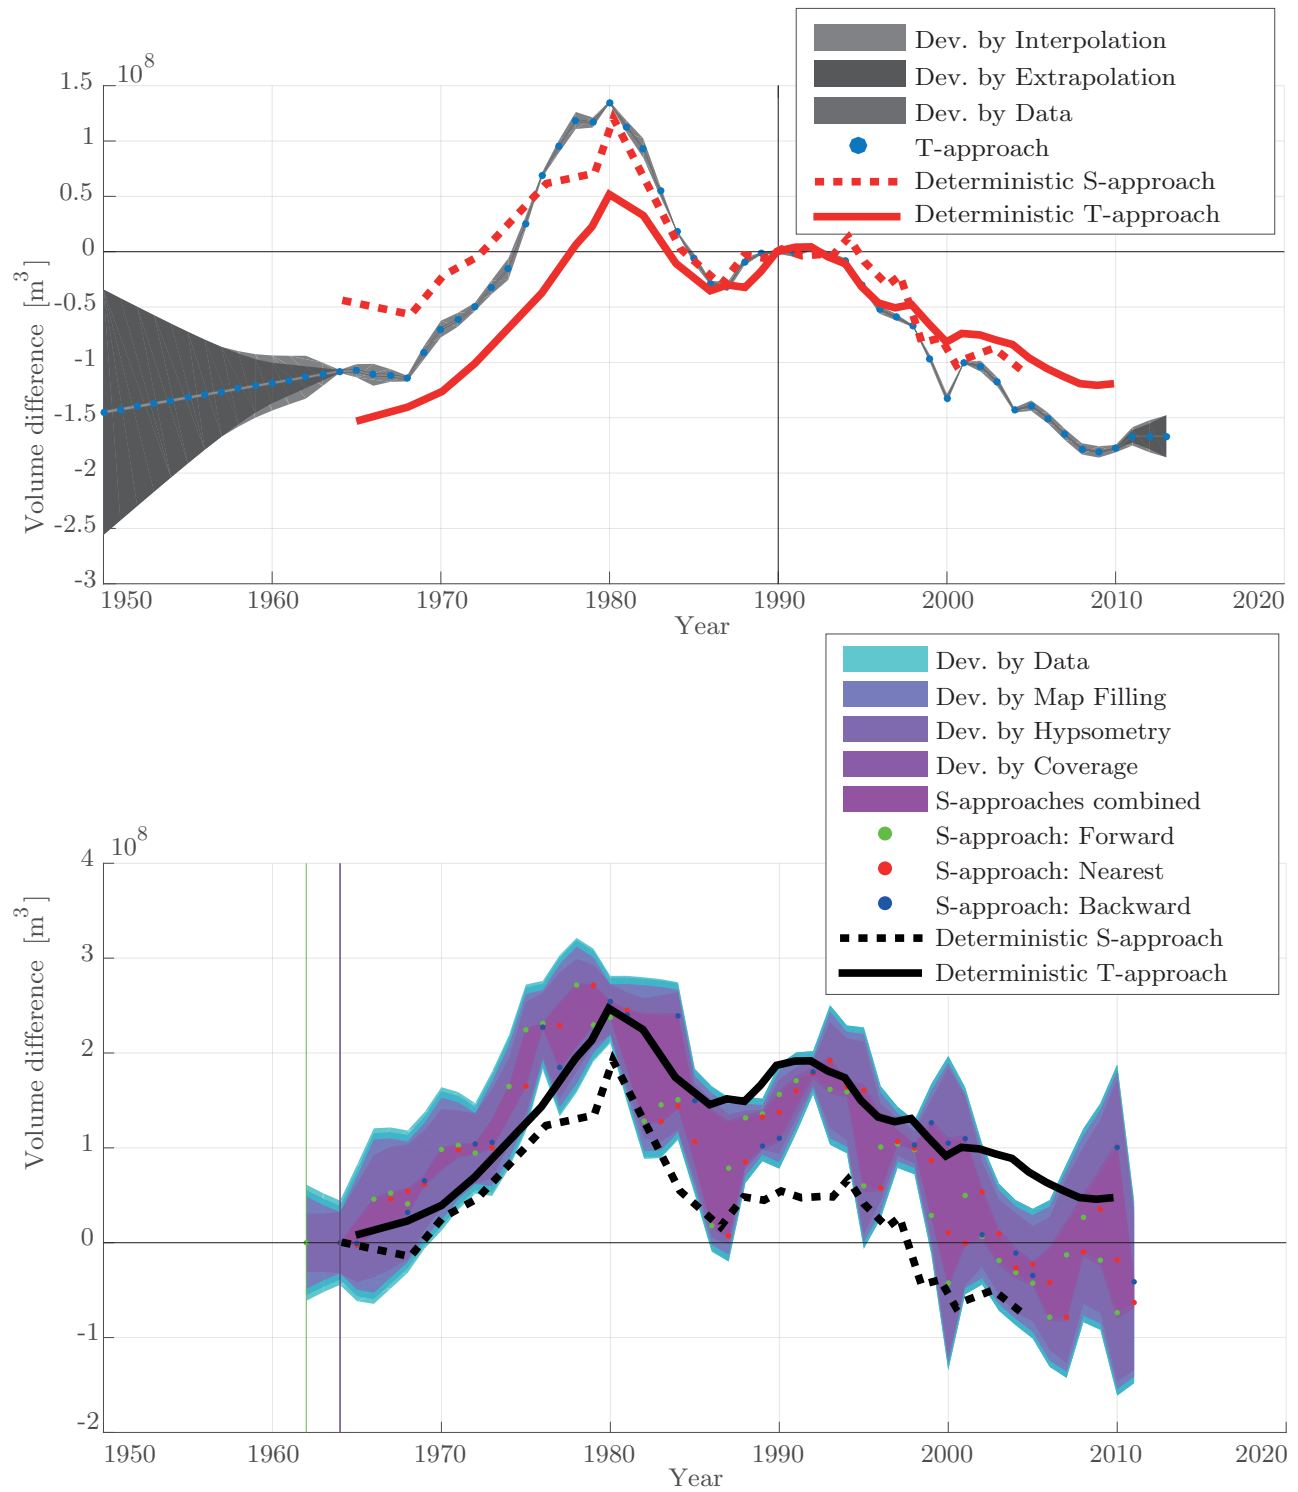 Dev. by Interpolation
Dev. by Extrapolation
Dev. by Data
T-approach
Deterministic S-approach
Deterministic T-approach
10^8
1.5
1
0.5
0
-0.5
-1
-1.5
-2
-2.5
-3
Volume difference [m^3]
1950 1960 1970 1980 1990 2000 2010 2020
Year
Dev. by Data
Dev. by Map Filling
Dev. by Hypsometry
Dev. by Coverage
S-approaches combined
S-approach: Forward
S-approach: Nearest
S-approach: Backward
Deterministic S-approach
Deterministic T-approach
10^8
4
3
2
1
0
-1
-2
Volume difference [m^3]
1950 1960 1970 1980 1990 2000 2010 2020
Year